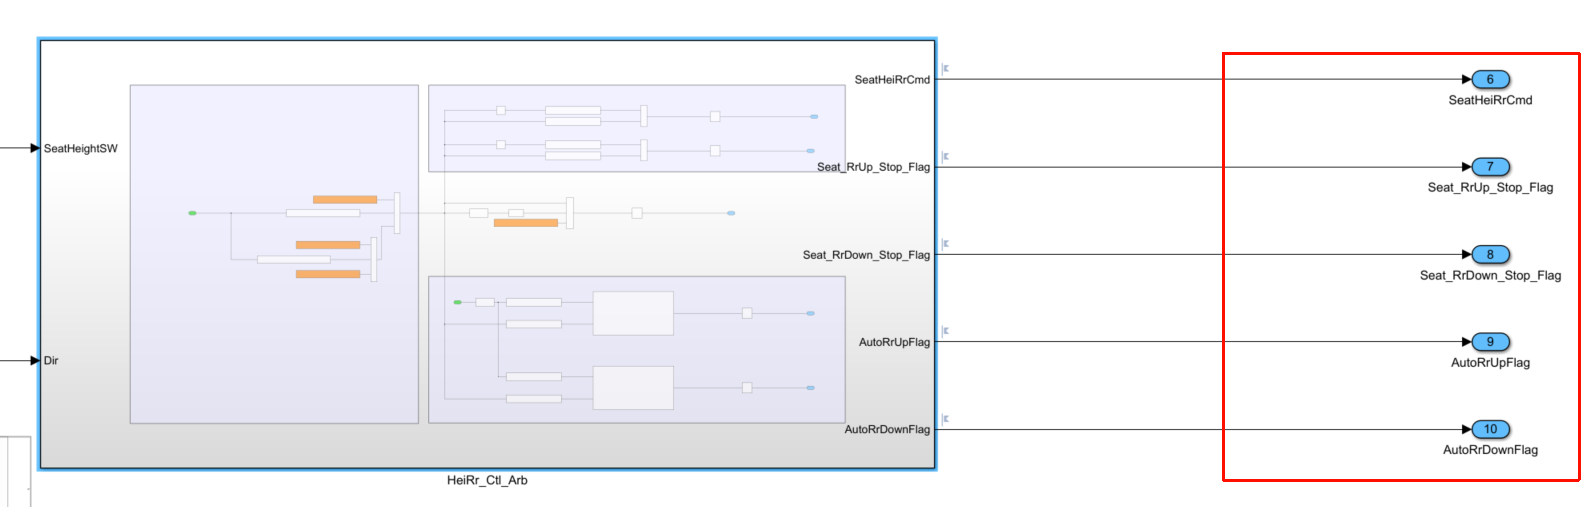 SeatHeightSW
Dir
SeatHeiRrCmd
Seat_RrUp_Stop_Flag
Seat_RrDown_Stop_Flag
AutoRrUpFlag
AutoRrDownFlag
HeiRr_Ctl_Arb
6
SeatHeiRrCmd
7
Seat_RrUp_Stop_Flag
8
Seat_RrDown_Stop_Flag
9
AutoRrUpFlag
10
AutoRrDownFlag